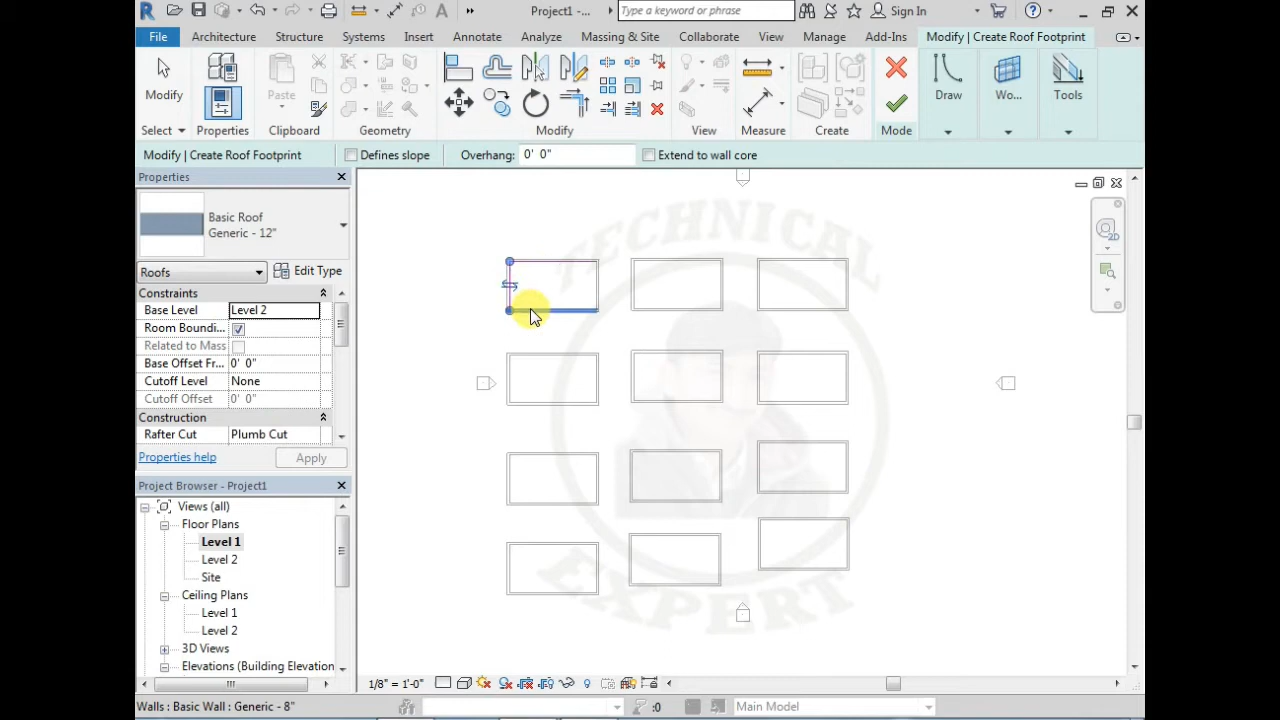 Project1 -...
Type a keyword or phrase
Sign In
File
Architecture
Structure
Systems
Insert
Annotate
Analyze
Massing & Site
Collaborate
View
Manage
Add-Ins
Modify | Create Roof Footprint
Modify
Paste
Draw
Wo...
Tools
Select
Properties
Clipboard
Geometry
Modify
View
Measure
Create
Mode
Modify | Create Roof Footprint
Defines slope
Overhang:
0' 0"
Extend to wall core
Properties
Basic Roof
Generic - 12"
Roofs
Edit Type
Constraints
Base Level
Level 2
Room Boundi...
Related to Mass
Base Offset Fr...
0' 0"
Cutoff Level
None
Cutoff Offset
0' 0"
Construction
Rafter Cut
Plumb Cut
Properties help
Apply
Project Browser - Project1
Views (all)
Floor Plans
Level 1
Level 2
Site
Ceiling Plans
Level 1
Level 2
3D Views
Elevations (Building Elevation
TECHNICAL
EXPERT
2D
1/8" = 1'-0"
Walls : Basic Wall : Generic - 8"
:0
Main Model